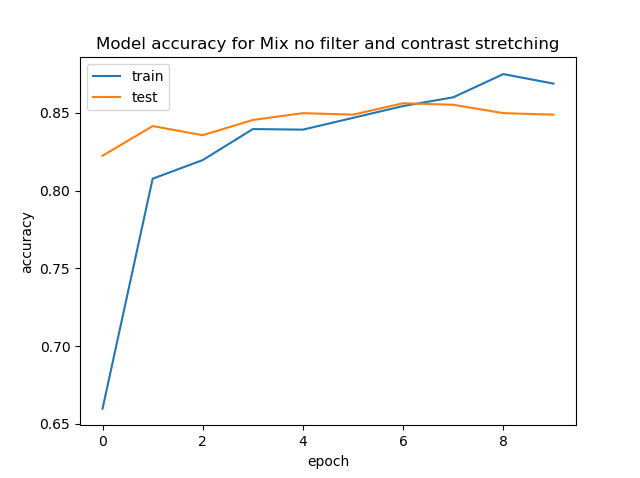 Model accuracy for Mix no filter and contrast stretching
train
test
0.85
0.80
0.75
0.70
0.65
accuracy
0 2 4 6 8
epoch